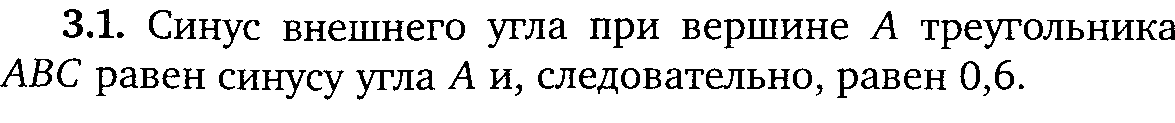 3.1. Синус внешнего угла при вершине A треугольника
ABC равен синусу угла A и, следовательно, равен 0,6.